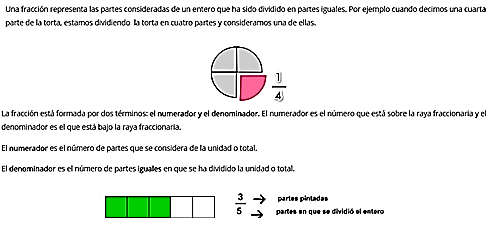 Una fracción representa las partes consideradas de un entero que ha sido dividido en partes iguales. Por ejemplo cuando decimos una cuarta
parte de la torta, estamos dividiendo la torta en cuatro partes y consideramos una de ellas.
1
4
La fracción está formada por dos términos: el numerador y el denominador. El numerador es el número que está sobre la raya fraccionaria y el
denominador es el que está bajo la raya fraccionaria.
El numerador es el número de partes que se considera de la unidad o total.
El denominador es el número de partes iguales en que se ha dividido la unidad o total.
3 → partes pintadas
5 → partes en que se dividió el entero